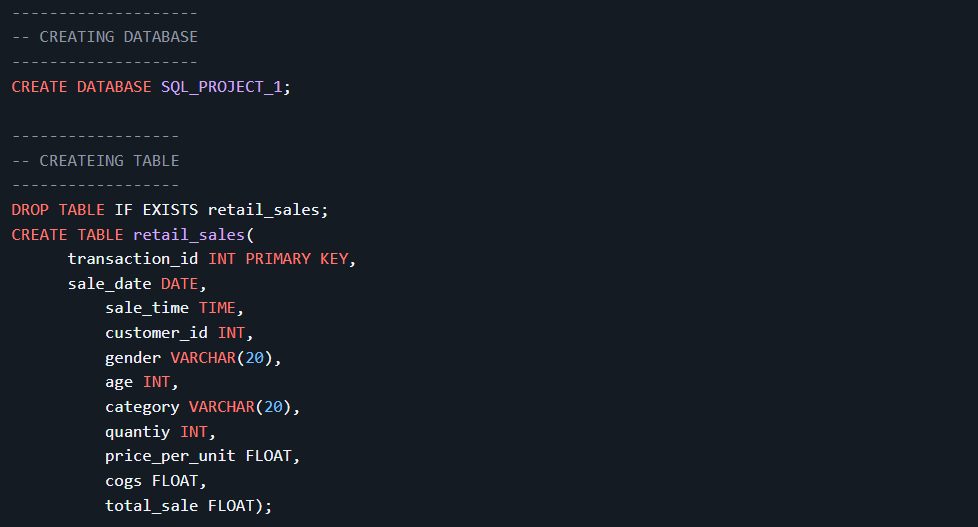 --------------------
-- CREATING DATABASE
--------------------
CREATE DATABASE SQL_PROJECT_1;
------------------
-- CREATEING TABLE
------------------
DROP TABLE IF EXISTS retail_sales;
CREATE TABLE retail_sales(
transaction_id INT PRIMARY KEY,
sale_date DATE,
sale_time TIME,
customer_id INT,
gender VARCHAR(20),
age INT,
category VARCHAR(20),
quantiy INT,
price_per_unit FLOAT,
cogs FLOAT,
total_sale FLOAT);